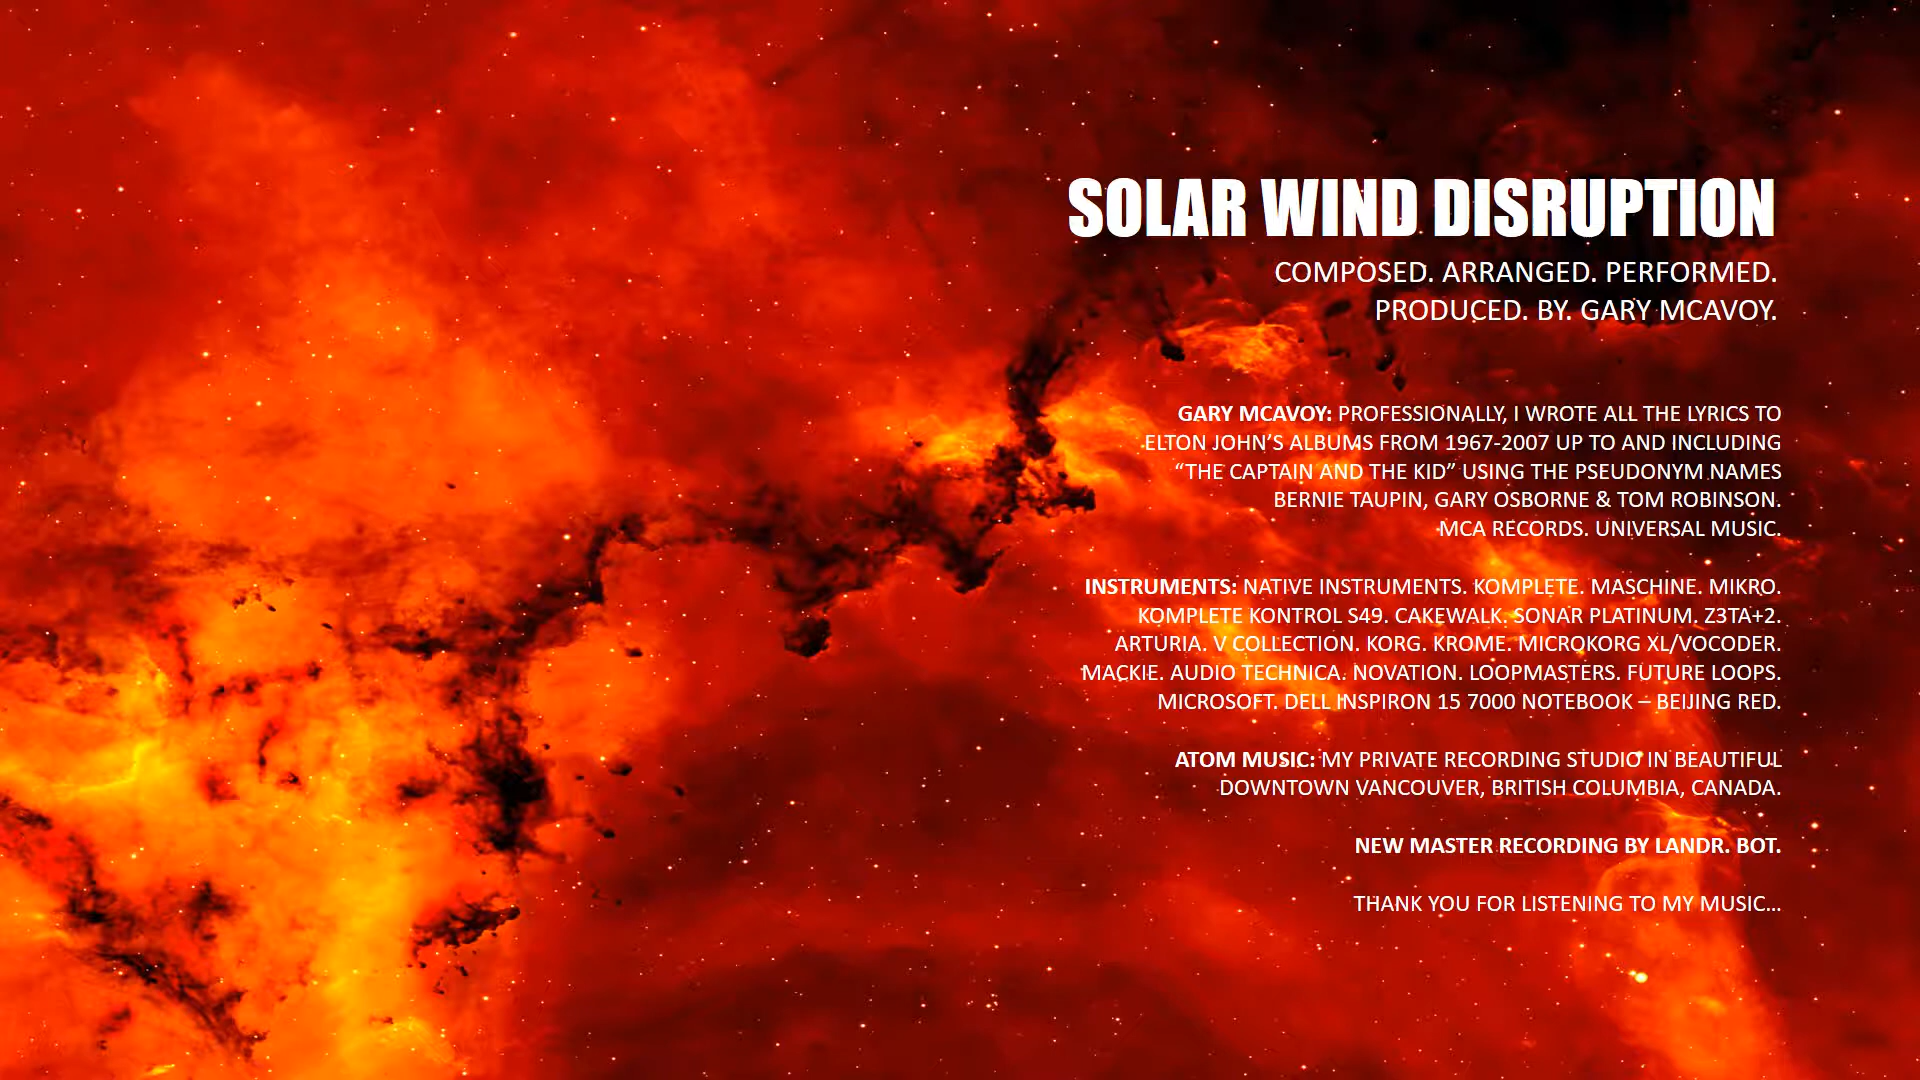 SOLAR WIND DISRUPTION
COMPOSED. ARRANGED. PERFORMED.
PRODUCED. BY. GARY MCAVOY.
GARY MCAVOY: PROFESSIONALLY, I WROTE ALL THE LYRICS TO
ELTON JOHN'S ALBUMS FROM 1967-2007 UP TO AND INCLUDING
“THE CAPTAIN AND THE KID” USING THE PSEUDONYM NAMES
BERNIE TAUPIN, GARY OSBORNE & TOM ROBINSON.
MCA RECORDS. UNIVERSAL MUSIC.
INSTRUMENTS: NATIVE INSTRUMENTS. KOMPLETE. MASCHINE. MIKRO.
KOMPLETE KONTROL S49. CAKEWALK. SONAR PLATINUM. Z3TA+2.
ARTURIA. V COLLECTION. KORG. KROME. MICROKORG XL/VOCODER.
MACKIE. AUDIO TECHNICA. NOVATION. LOOPMASTERS. FUTURE LOOPS.
MICROSOFT. DELL INSPIRON 15 7000 NOTEBOOK – BEIJING RED.
ATOM MUSIC: MY PRIVATE RECORDING STUDIO IN BEAUTIFUL
DOWNTOWN VANCOUVER, BRITISH COLUMBIA, CANADA.
NEW MASTER RECORDING BY LANDR. BOT.
THANK YOU FOR LISTENING TO MY MUSIC...